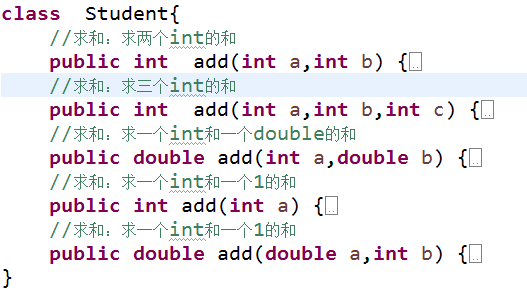 class  Student{
//求和：求两个int的和
public int  add(int a,int b) {
//求和：求三个int的和
public int  add(int a,int b,int c) {
//求和：求一个int和一个double的和
public double add(int a,double b) {
//求和：求一个int和一个1的和
public int add(int a) {
//求和：求一个int和一个1的和
public double add(double a,int b) {
}